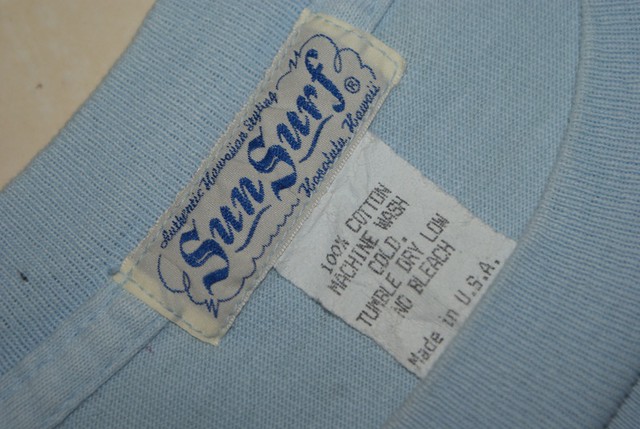 Authentic Hawaiian Styling
Sun Surf®
Honolulu, Hawaii
100% COTTON
MACHINE WASH
COLD.
TUMBLE DRY LOW
NO BLEACH
Made in U.S.A.